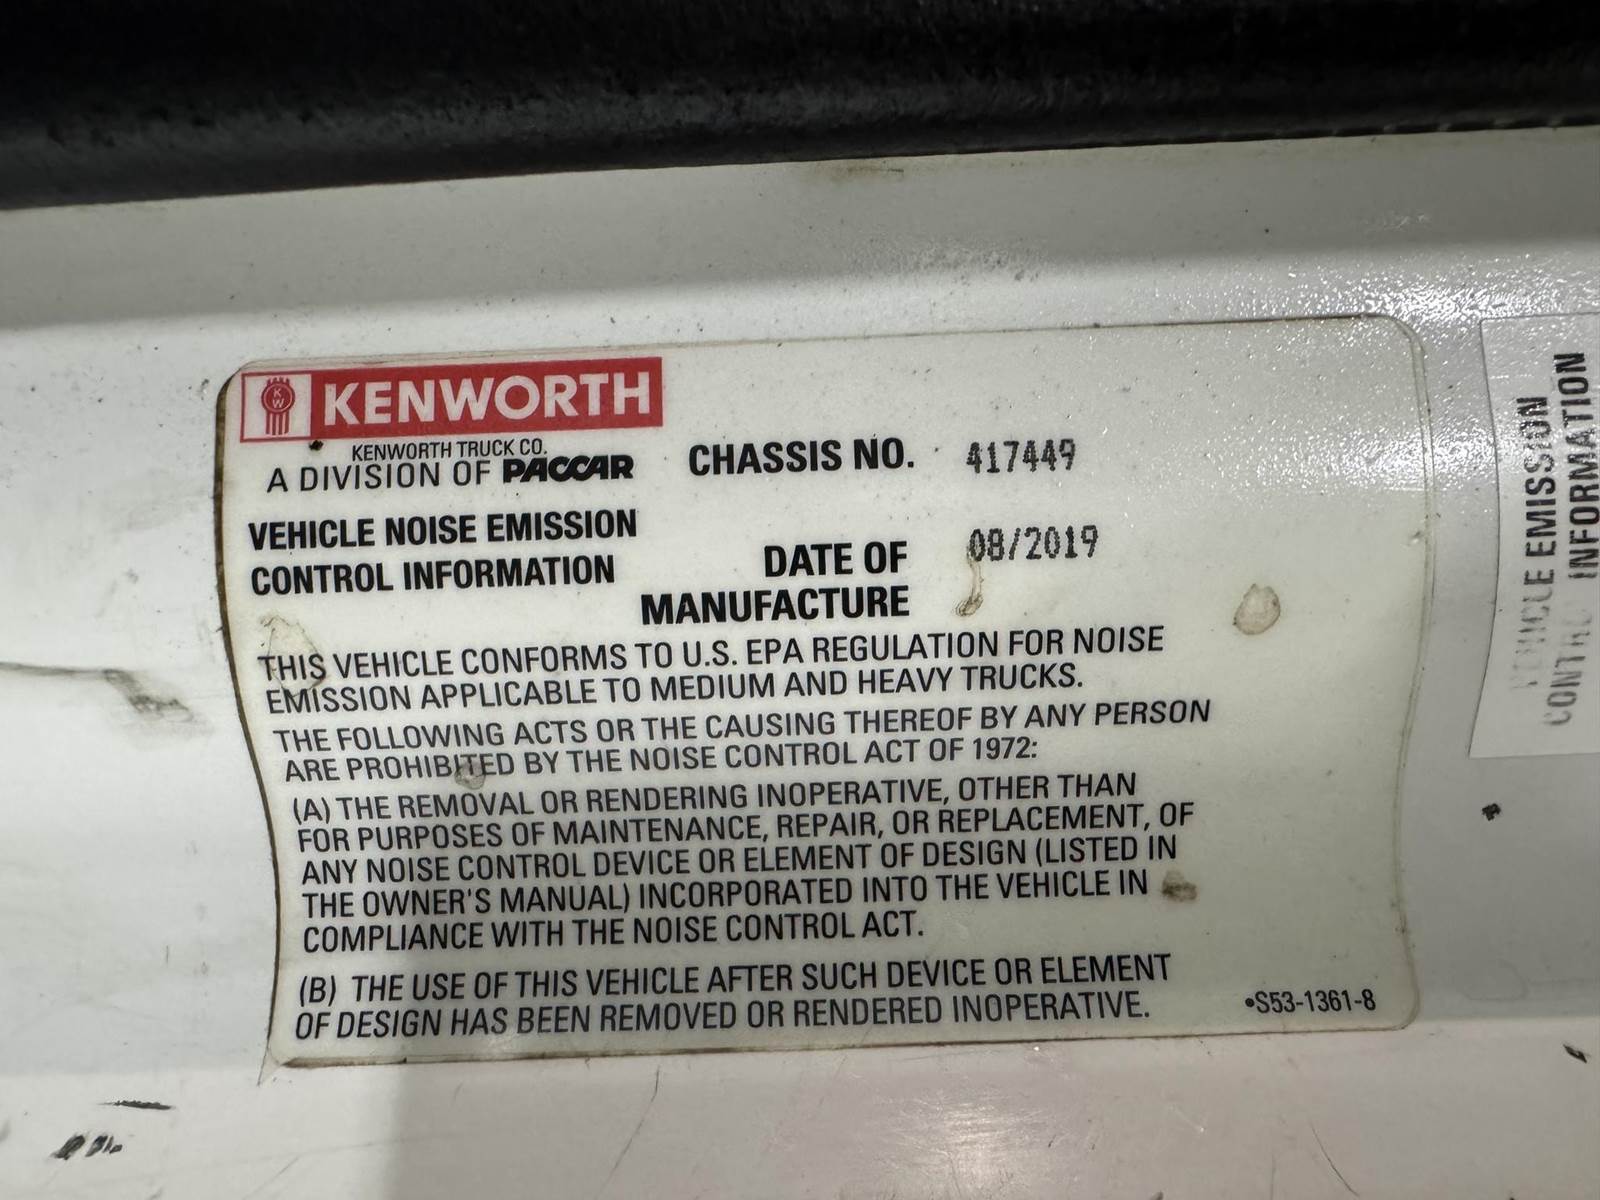 KW KENWORTH
KENWORTH TRUCK CO.
A DIVISION OF PACCAR
CHASSIS NO. 417449
VEHICLE NOISE EMISSION
CONTROL INFORMATION
DATE OF
MANUFACTURE
08/2019
THIS VEHICLE CONFORMS TO U.S. EPA REGULATION FOR NOISE
EMISSION APPLICABLE TO MEDIUM AND HEAVY TRUCKS.
THE FOLLOWING ACTS OR THE CAUSING THEREOF BY ANY PERSON
ARE PROHIBITED BY THE NOISE CONTROL ACT OF 1972:
(A) THE REMOVAL OR RENDERING INOPERATIVE, OTHER THAN
FOR PURPOSES OF MAINTENANCE, REPAIR, OR REPLACEMENT, OF
ANY NOISE CONTROL DEVICE OR ELEMENT OF DESIGN (LISTED IN
THE OWNER'S MANUAL) INCORPORATED INTO THE VEHICLE IN
COMPLIANCE WITH THE NOISE CONTROL ACT.
(B) THE USE OF THIS VEHICLE AFTER SUCH DEVICE OR ELEMENT
OF DESIGN HAS BEEN REMOVED OR RENDERED INOPERATIVE.
•S53-1361-8
VEHICLE EMISSION
CONTROL INFORMATION